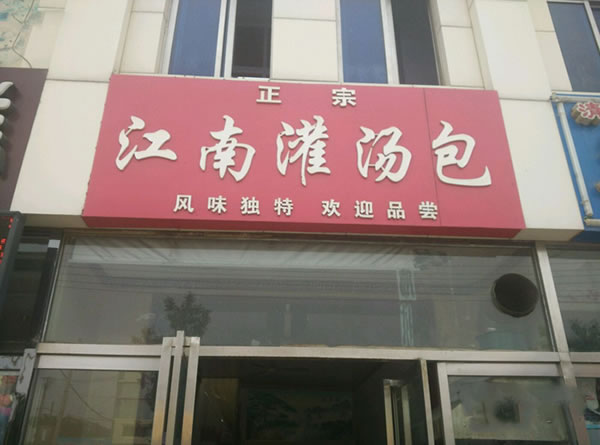 正宗
江南灌汤包
风味独特 欢迎品尝